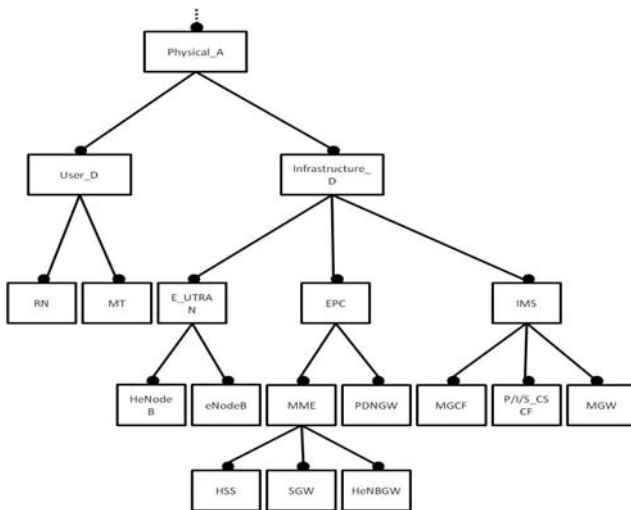 Physical_A
User_D
Infrastructure_
D
RN
MT
E_UTRA
N
EPC
IMS
HeNode
B
eNodeB
MME
PDNGW
MGCF
P/I/S_CS
CF
MGW
HSS
SGW
HeNBGW